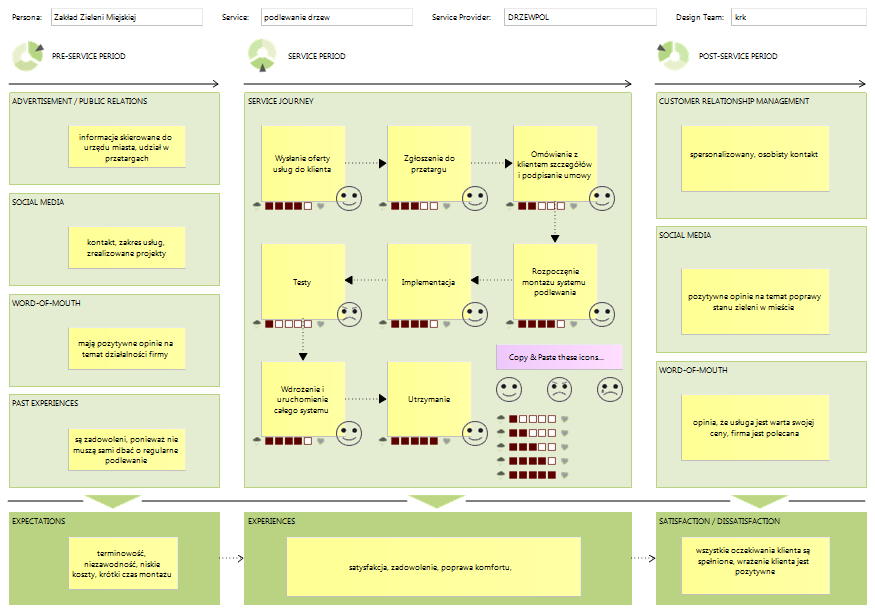 Persona: Zakład Zieleni Miejskiej Service: podlewanie drzew Service Provider: DRZEWPOL Design Team: krk
PRE-SERVICE PERIOD
SERVICE PERIOD
POST-SERVICE PERIOD
ADVERTISEMENT / PUBLIC RELATIONS
informacje skierowane do
urzędu miasta, udział w
przetargach
SOCIAL MEDIA
kontakt, zakres usług,
zrealizowane projekty
WORD-OF-MOUTH
mają pozytywne opinie na
temat działalności firmy
PAST EXPERIENCES
są zadowoleni, ponieważ nie
muszą sami dbać o regularne
podlewanie
SERVICE JOURNEY
Wysłanie oferty
usług do klienta
Zgłoszenie do
przetargu
Omówienie z
klientem szczegółów
i podpisanie umowy
Testy
Implementacja
Rozpoczęnie
montażu systemu
podlewania
Wdrożenie i
uruchomienie
całego systemu
Utrzymanie
Copy & Paste these icons...
CUSTOMER RELATIONSHIP MANAGEMENT
spersonalizowany, osobisty kontakt
SOCIAL MEDIA
pozytywne opinie na temat poprawy
stanu zieleni w mieście
WORD-OF-MOUTH
opinia, że usługa jest warta swojej
ceny, firma jest polecana
EXPECTATIONS
terminowość,
niezawodność, niskie
koszty, krótki czas montażu
EXPERIENCES
satysfakcja, zadowolenie, poprawa komfortu,
SATISFACTION / DISSATISFACTION
wszystkie oczekiwania klienta są
spełnione, wrażenie klienta jest
pozytywne